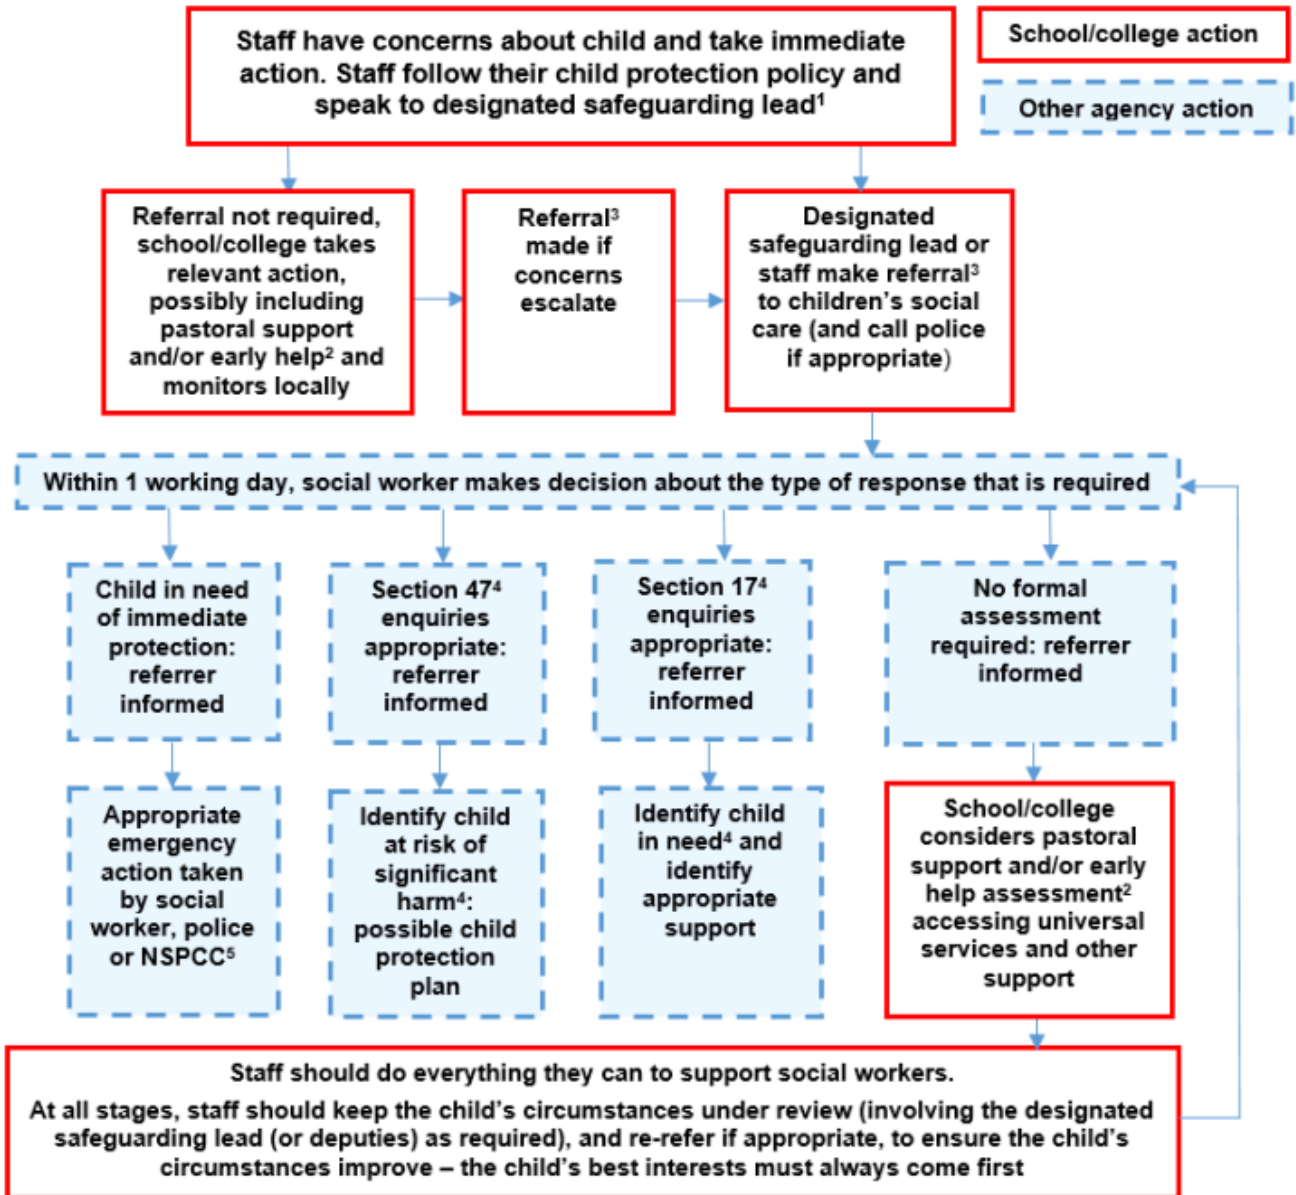 Staff have concerns about child and take immediate
action. Staff follow their child protection policy and
speak to designated safeguarding lead¹
School/college action
Other agency action
Referral not required,
school/college takes
relevant action,
possibly including
pastoral support
and/or early help² and
monitors locally
Referral³
made if
concerns
escalate
Designated
safeguarding lead or
staff make referral³
to children's social
care (and call police
if appropriate)
Within 1 working day, social worker makes decision about the type of response that is required
Child in need
of immediate
protection:
referrer
informed
Section 47⁴
enquiries
appropriate:
referrer
informed
Section 17⁴
enquiries
appropriate:
referrer
informed
No formal
assessment
required: referrer
informed
Appropriate
emergency
action taken
by social
worker, police
or NSPCC⁵
Identify child
at risk of
significant
harm⁴:
possible child
protection
plan
Identify child
in need⁴ and
identify
appropriate
support
School/college
considers pastoral
support and/or early
help assessment²
accessing universal
services and other
support
Staff should do everything they can to support social workers.
At all stages, staff should keep the child's circumstances under review (involving the designated
safeguarding lead (or deputies) as required), and re-refer if appropriate, to ensure the child's
circumstances improve – the child's best interests must always come first